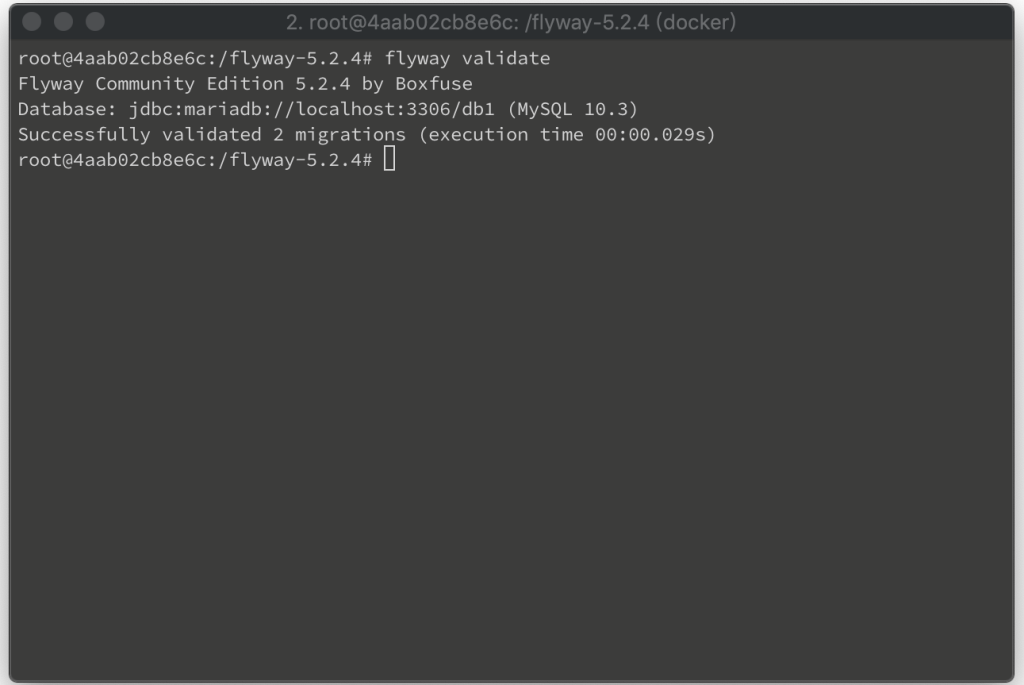 2. root@4aab02cb8e6c: /flyway-5.2.4 (docker)
root@4aab02cb8e6c:/flyway-5.2.4# flyway validate
Flyway Community Edition 5.2.4 by Boxfuse
Database: jdbc:mariadb://localhost:3306/db1 (MySQL 10.3)
Successfully validated 2 migrations (execution time 00:00.029s)
root@4aab02cb8e6c:/flyway-5.2.4#